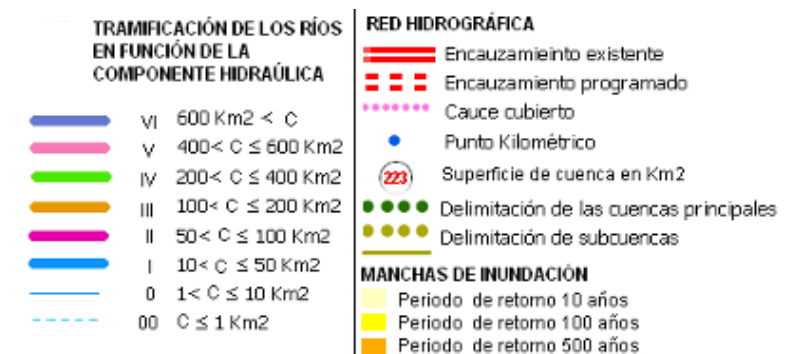 TRAMIFICACIÓN DE LOS RÍOS
EN FUNCIÓN DE LA
COMPONENTE HIDRAÚLICA
VI 600 Km2 < C
V 400< C ≤ 600 Km2
IV 200< C ≤ 400 Km2
III 100< C ≤ 200 Km2
II 50< C ≤ 100 Km2
I 10< C ≤ 50 Km2
0 1< C ≤ 10 Km2
00 C ≤ 1 Km2
RED HIDROGRÁFICA
Encauzamieinto existente
Encauzamiento programado
Cauce cubierto
Punto Kilométrico
223 Superficie de cuenca en Km2
Delimitación de las cuencas principales
Delimitación de subcuencas
MANCHAS DE INUNDACIÓN
Periodo de retorno 10 años
Periodo de retorno 100 años
Periodo de retorno 500 años